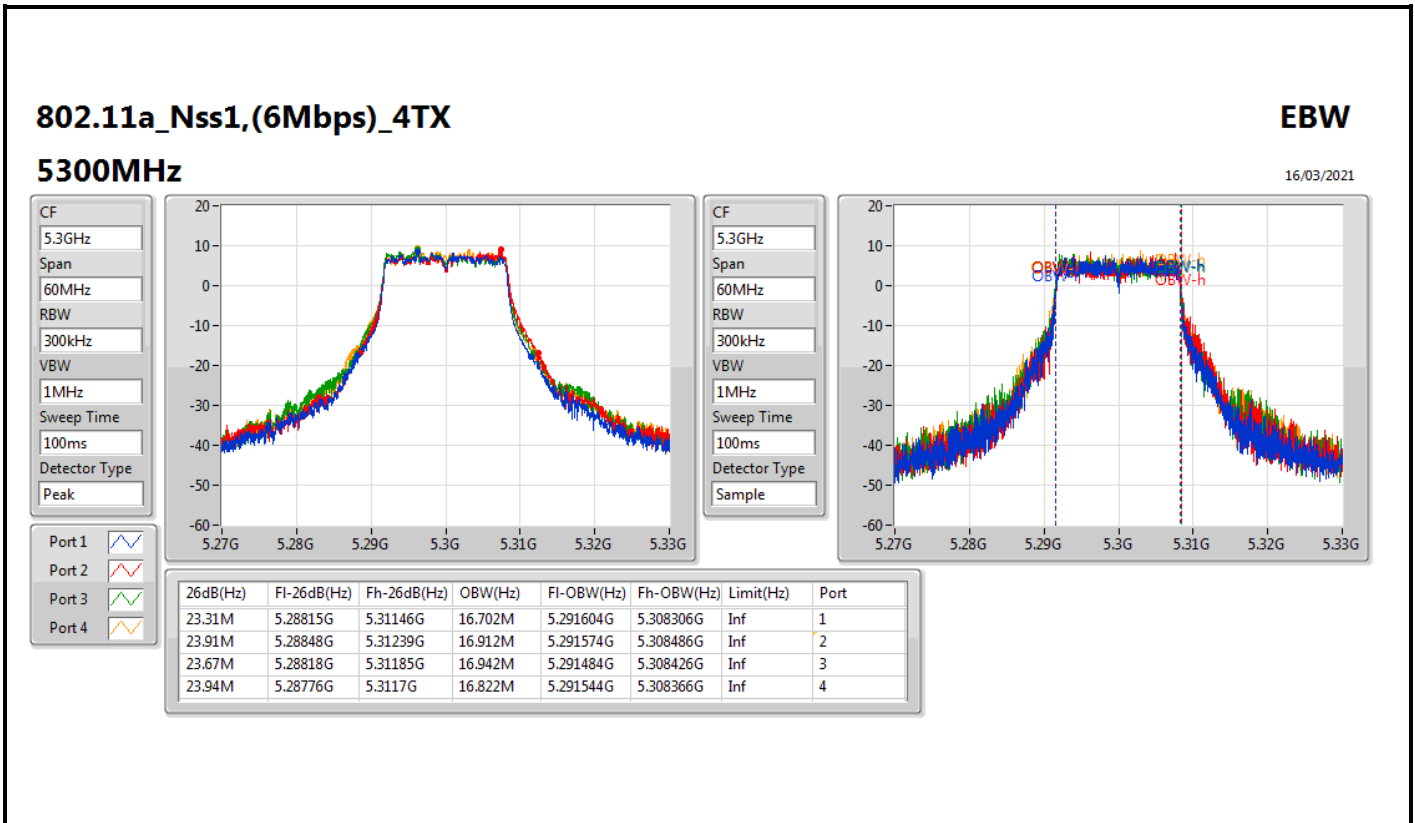 802.11a_Nss1,(6Mbps)_4TX EBW
5300MHz 16/03/2021
CF
5.3GHz
Span
60MHz
RBW
300kHz
VBW
1MHz
Sweep Time
100ms
Detector Type
Peak
20
10
0
-10
-20
-30
-40
-50
-60
5.27G 5.28G 5.29G 5.3G 5.31G 5.32G 5.33G
CF
5.3GHz
Span
60MHz
RBW
300kHz
VBW
1MHz
Sweep Time
100ms
Detector Type
Sample
20
10
0
-10
-20
-30
-40
-50
-60
OBW-h
5.27G 5.28G 5.29G 5.3G 5.31G 5.32G 5.33G
Port 1
Port 2
Port 3
Port 4
26dB(Hz) Fl-26dB(Hz) Fh-26dB(Hz) OBW(Hz) Fl-OBW(Hz) Fh-OBW(Hz) Limit(Hz) Port
23.31M 5.28815G 5.31146G 16.702M 5.291604G 5.308306G Inf 1
23.91M 5.28848G 5.31239G 16.912M 5.291574G 5.308486G Inf 2
23.67M 5.28818G 5.31185G 16.942M 5.291484G 5.308426G Inf 3
23.94M 5.28776G 5.3117G 16.822M 5.291544G 5.308366G Inf 4